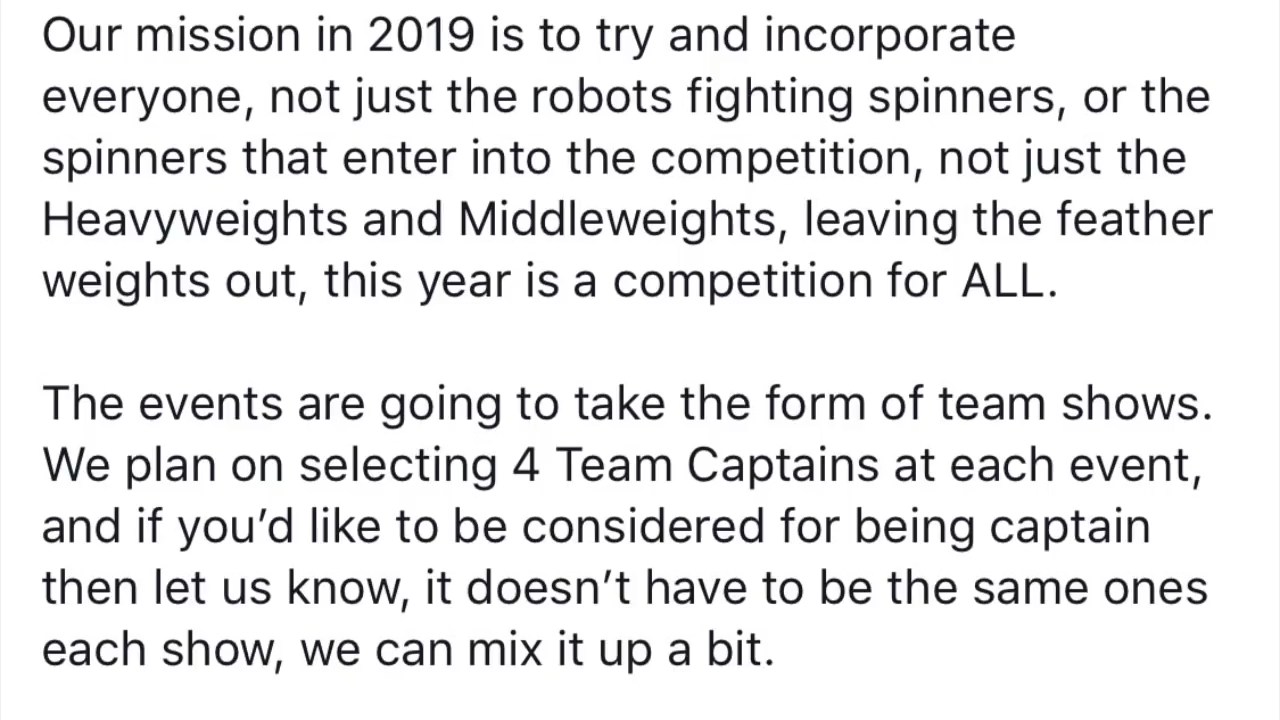 Our mission in 2019 is to try and incorporate
everyone, not just the robots fighting spinners, or the
spinners that enter into the competition, not just the
Heavyweights and Middleweights, leaving the feather
weights out, this year is a competition for ALL.
The events are going to take the form of team shows.
We plan on selecting 4 Team Captains at each event,
and if you’d like to be considered for being captain
then let us know, it doesn’t have to be the same ones
each show, we can mix it up a bit.